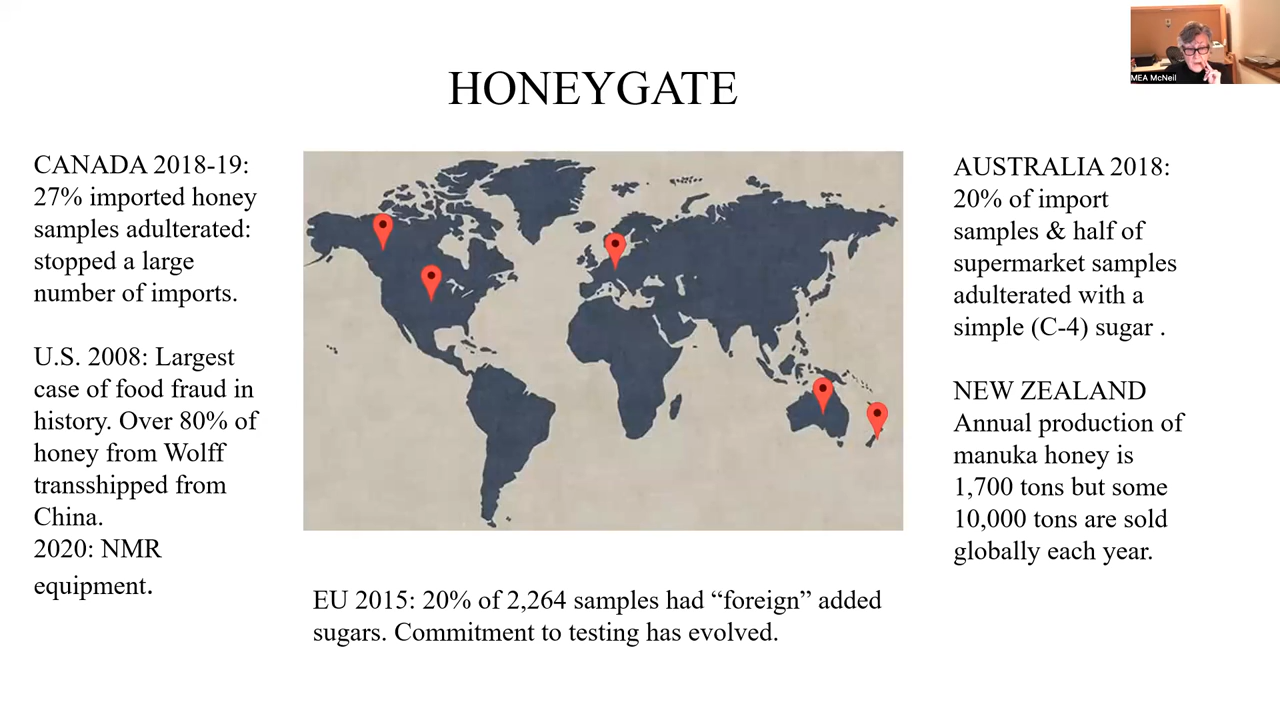 HONEYGATE
MEA McNeil
CANADA 2018-19:
27% imported honey
samples adulterated:
stopped a large
number of imports.
U.S. 2008: Largest
case of food fraud in
history. Over 80% of
honey from Wolff
transshipped from
China.
2020: NMR
equipment.
EU 2015: 20% of 2,264 samples had “foreign” added
sugars. Commitment to testing has evolved.
AUSTRALIA 2018:
20% of import
samples & half of
supermarket samples
adulterated with a
simple (C-4) sugar .
NEW ZEALAND
Annual production of
manuka honey is
1,700 tons but some
10,000 tons are sold
globally each year.